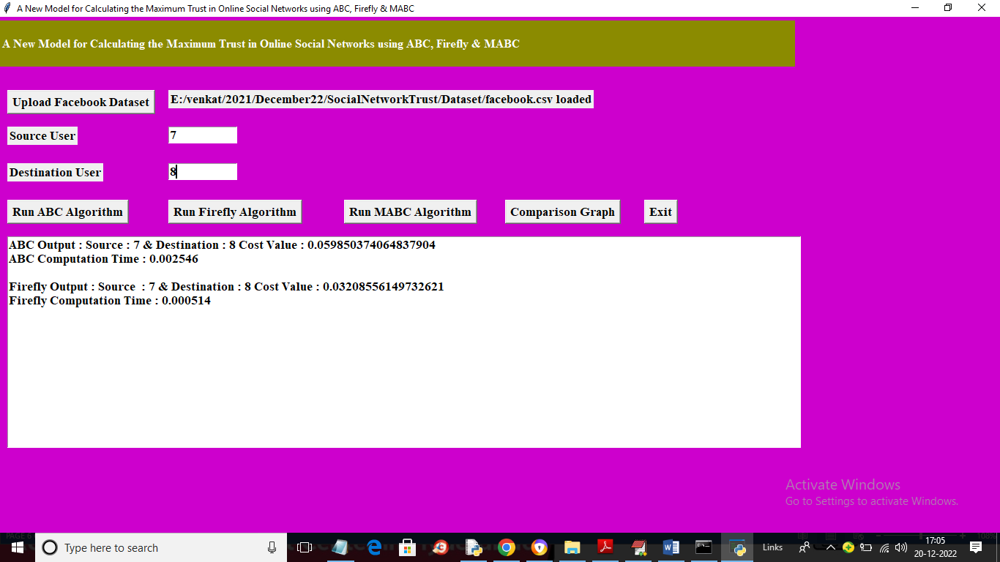 A New Model for Calculating the Maximum Trust in Online Social Networks using ABC, Firefly & MABC
A New Model for Calculating the Maximum Trust in Online Social Networks using ABC, Firefly & MABC
Upload Facebook Dataset
E:/venkat/2021/December22/SocialNetworkTrust/Dataset/facebook.csv loaded
Source User
7
Destination User
8
Run ABC Algorithm
Run Firefly Algorithm
Run MABC Algorithm
Comparison Graph
Exit
ABC Output : Source : 7 & Destination : 8 Cost Value : 0.059850374064837904
ABC Computation Time : 0.002546
Firefly Output : Source  : 7 & Destination : 8 Cost Value : 0.03208556149732621
Firefly Computation Time : 0.000514
Activate Windows
Go to Settings to activate Windows.
PAGE 6
108%
Type here to search
Links
17:05
20-12-2022